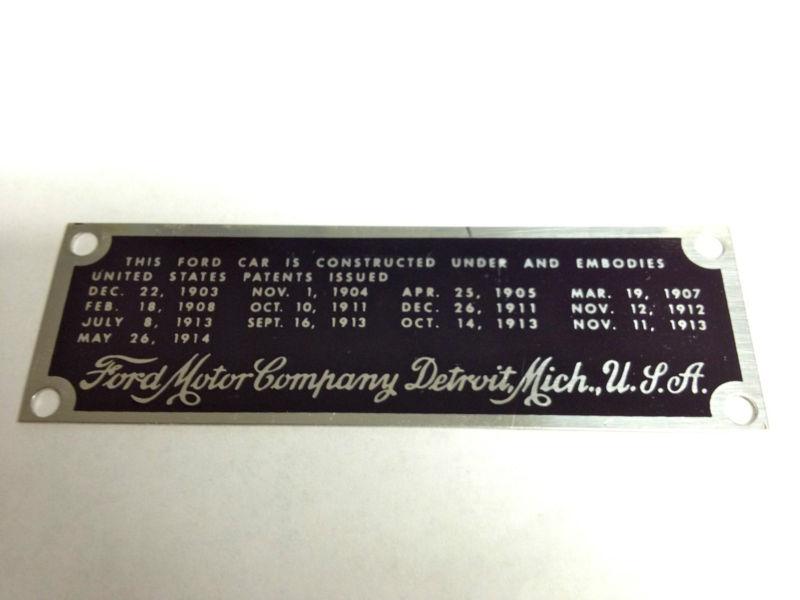 THIS FORD CAR IS CONSTRUCTED UNDER AND EMBODIES
UNITED STATES PATENTS ISSUED
DEC. 22, 1903 NOV. 1, 1904 APR. 25, 1905 MAR. 19, 1907
FEB. 18, 1908 OCT. 10, 1911 DEC. 26, 1911 NOV. 12, 1912
JULY 8, 1913 SEPT. 16, 1913 OCT. 14, 1913 NOV. 11, 1913
MAY 26, 1914
Ford Motor Company Detroit, Mich., U.S.A.